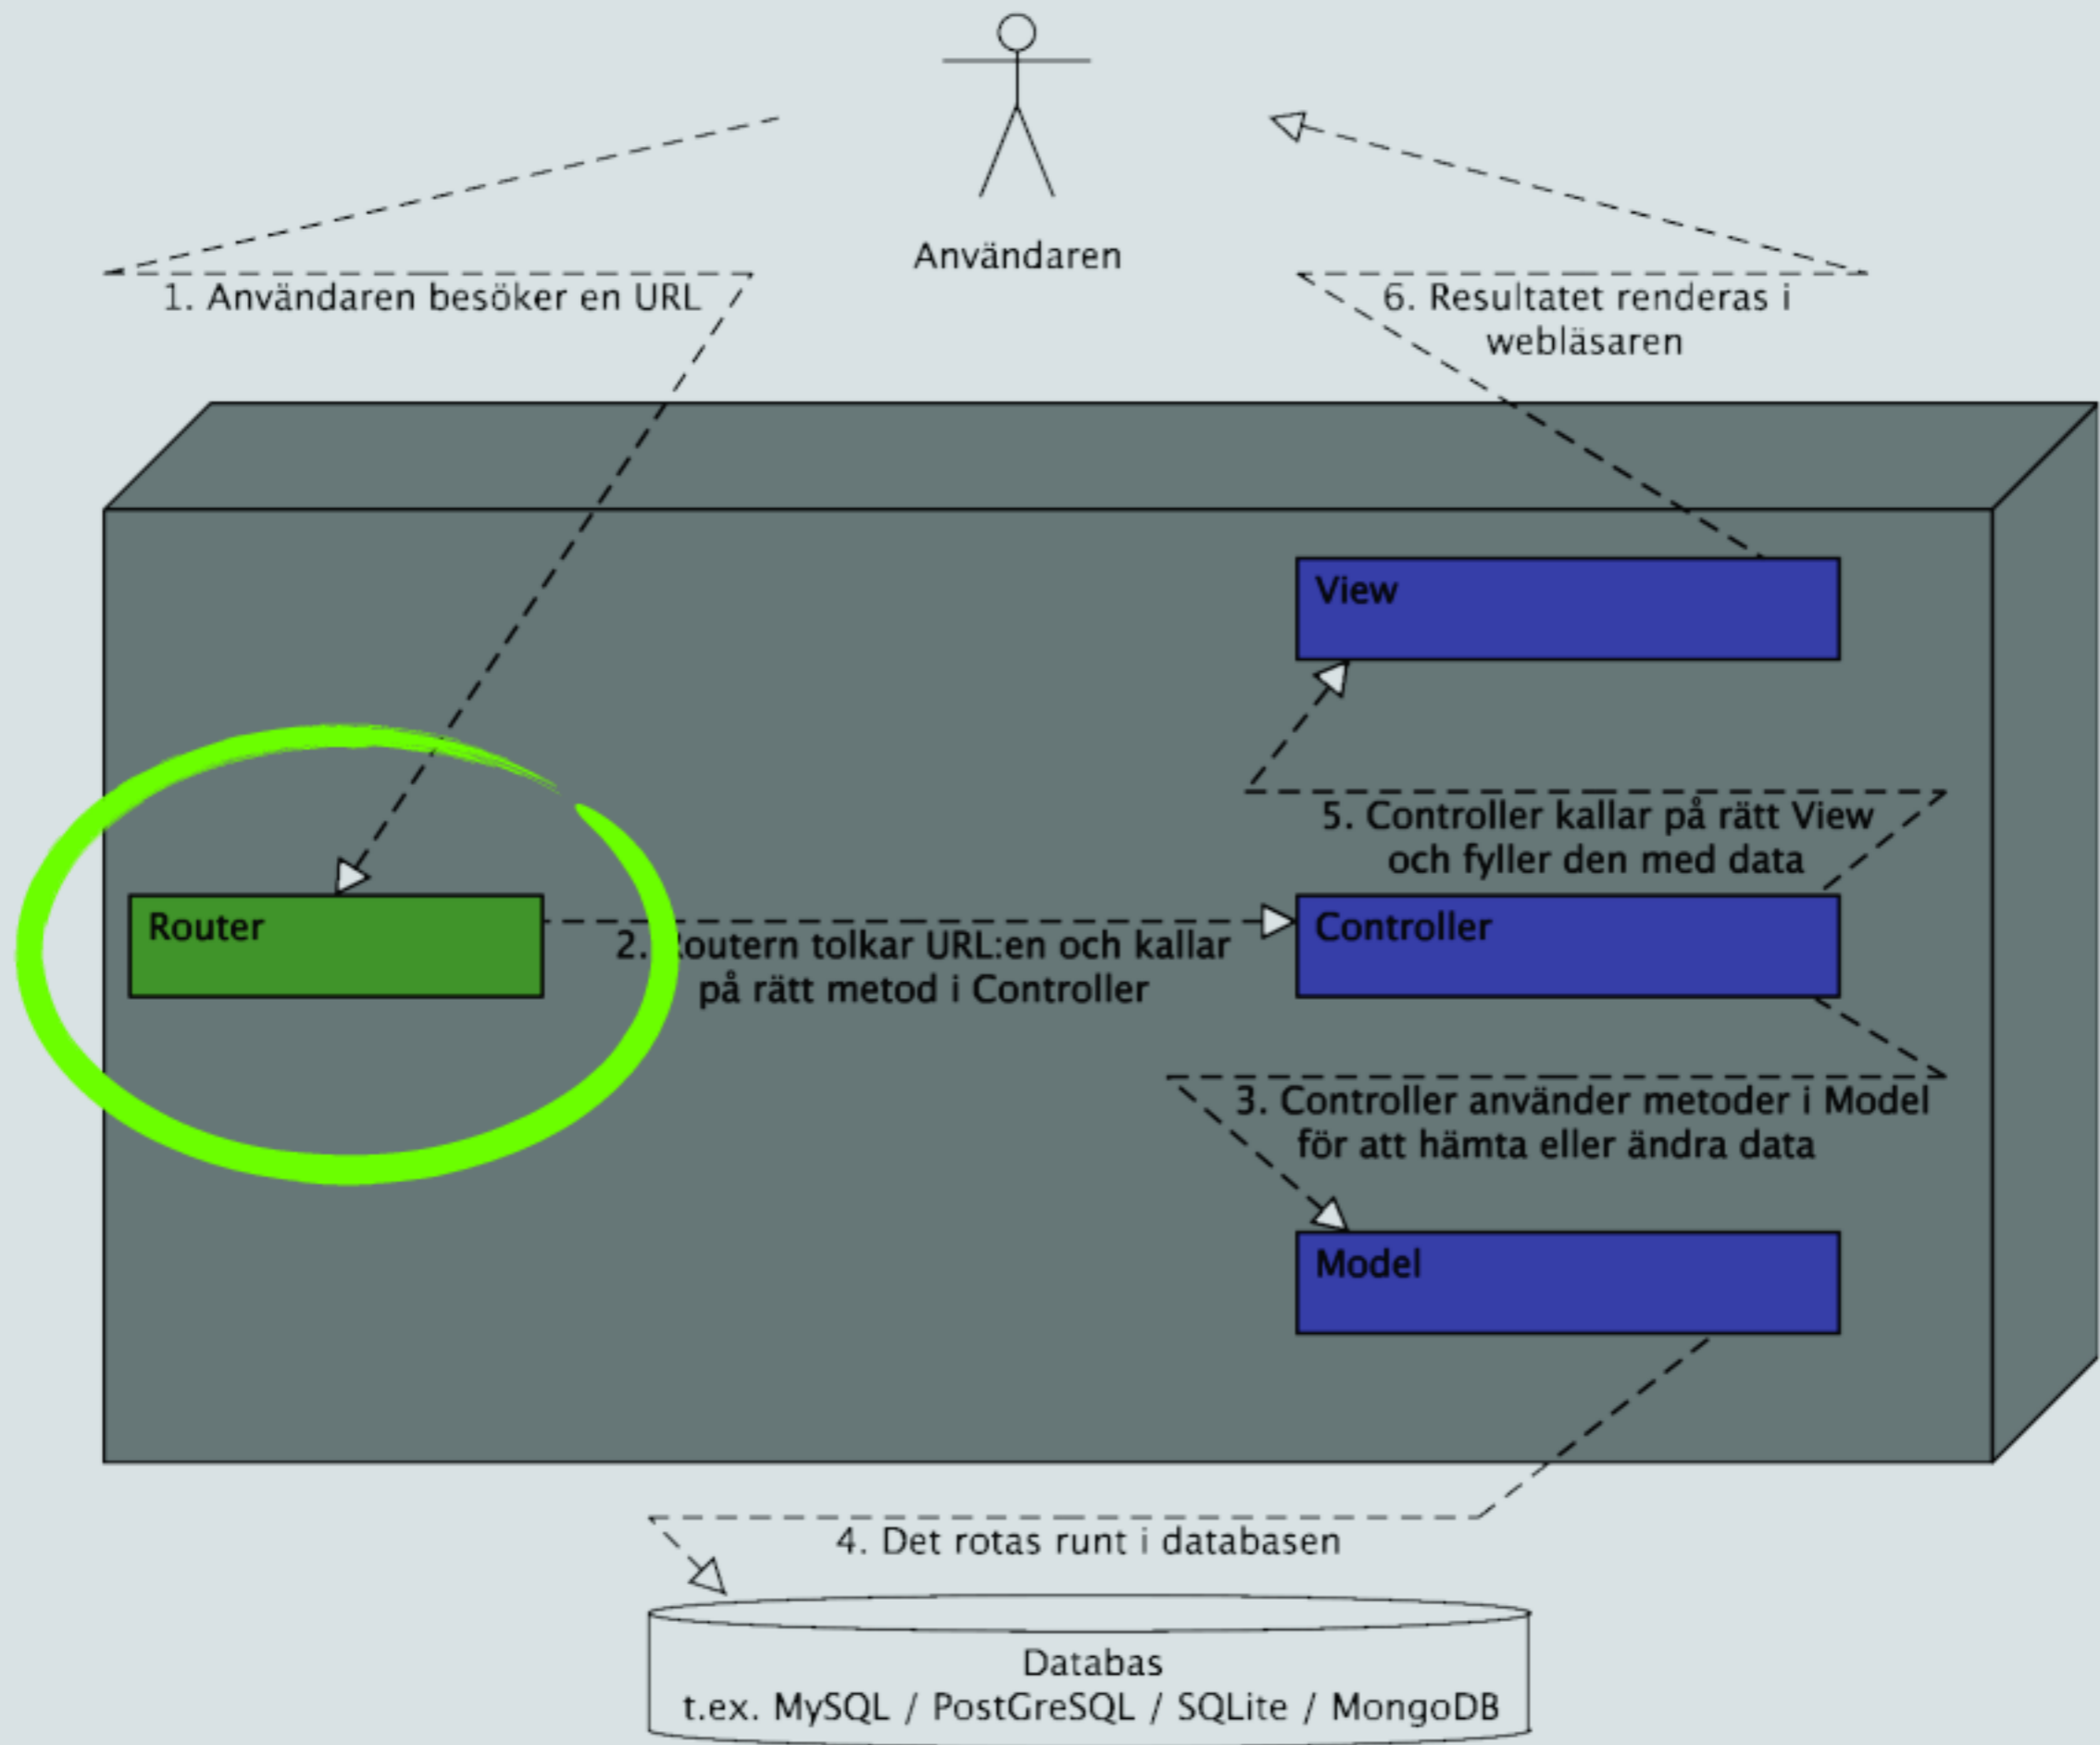 Användaren
1. Användaren besöker en URL
6. Resultatet renderas i
webläsaren
View
5. Controller kallar på rätt View
och fyller den med data
Router
2. Routern tolkar URL:en och kallar
på rätt metod i Controller
Controller
3. Controller använder metoder i Model
för att hämta eller ändra data
Model
4. Det rotas runt i databasen
Databas
t.ex. MySQL / PostGreSQL / SQLite / MongoDB